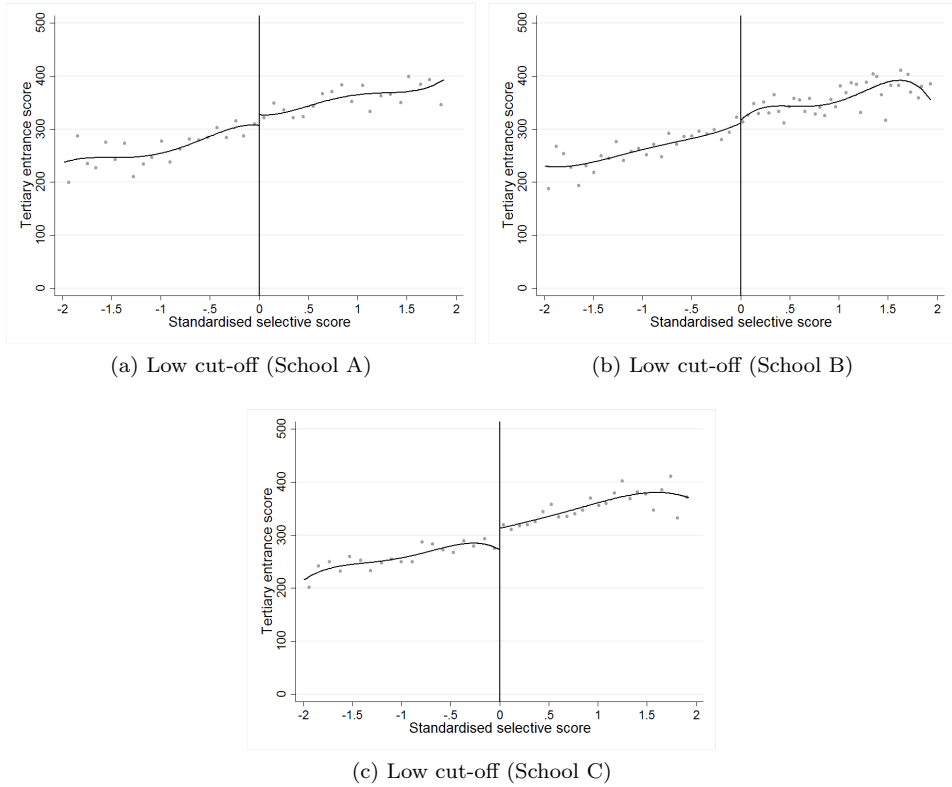 Tertiary entrance score
500
400
300
200
100
0
-2 -1.5 -1 -.5 0 .5 1 1.5 2
Standardised selective score
(a) Low cut-off (School A)
Tertiary entrance score
500
400
300
200
100
0
-2 -1.5 -1 -.5 0 .5 1 1.5 2
Standardised selective score
(b) Low cut-off (School B)
Tertiary entrance score
500
400
300
200
100
0
-2 -1.5 -1 -.5 0 .5 1 1.5 2
Standardised selective score
(c) Low cut-off (School C)